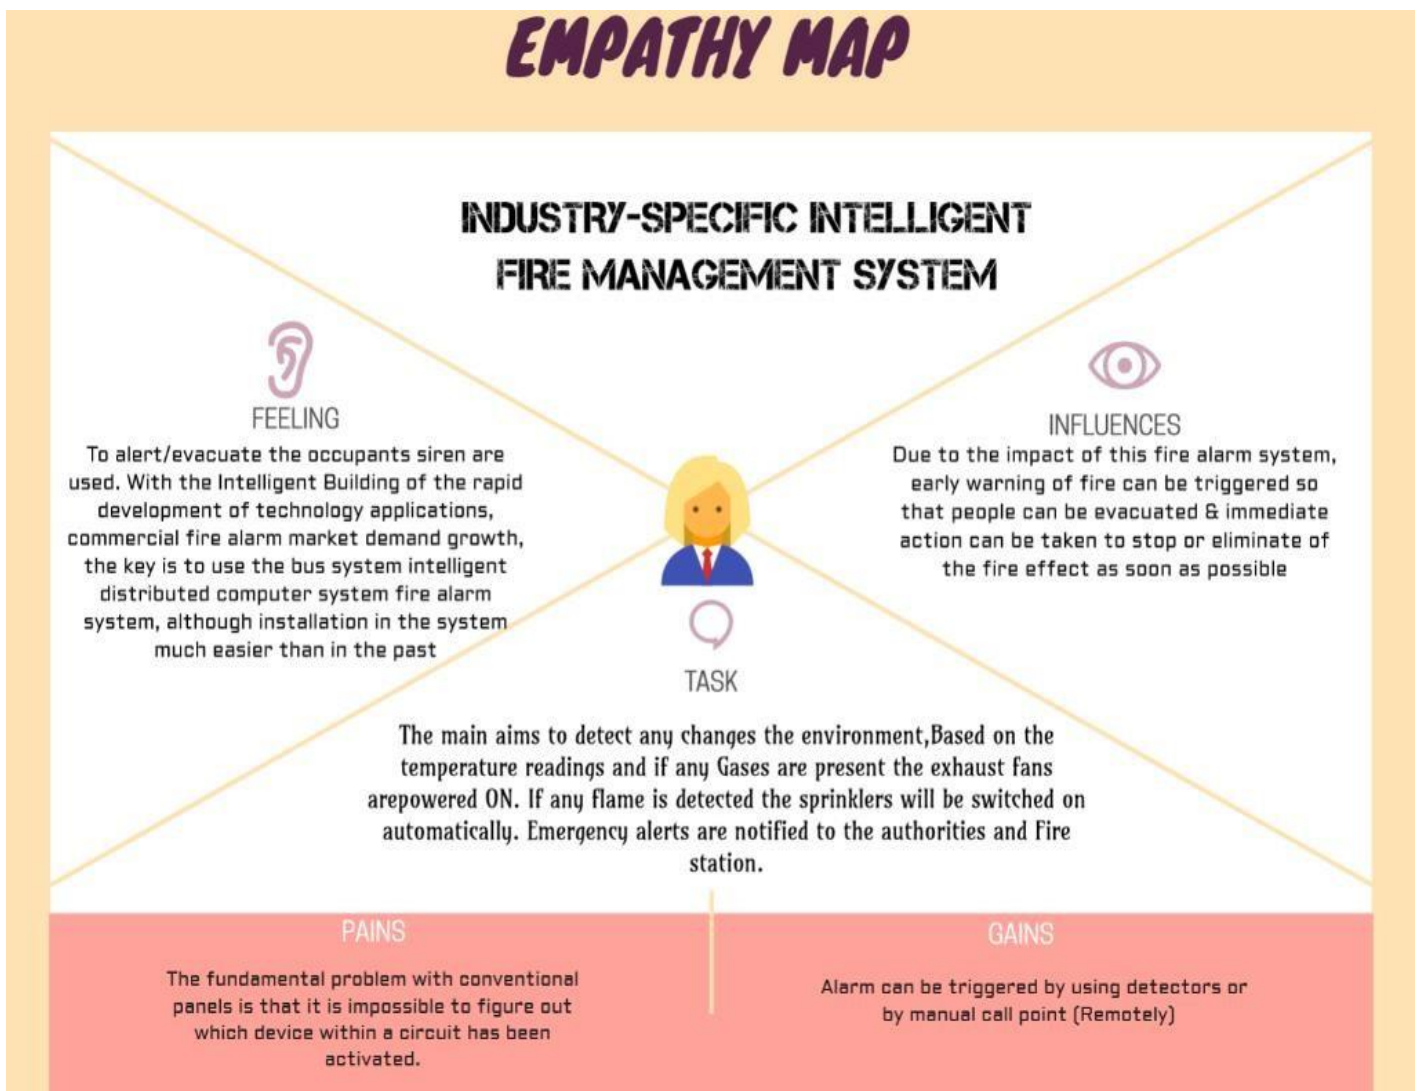 EMPATHY MAP
INDUSTRY-SPECIFIC INTELLIGENT
FIRE MANAGEMENT SYSTEM
FEELING
To alert/evacuate the occupants siren are
used. With the Intelligent Building of the rapid
development of technology applications,
commercial fire alarm market demand growth,
the key is to use the bus system intelligent
distributed computer system fire alarm
system, although installation in the system
much easier than in the past
INFLUENCES
Due to the impact of this fire alarm system,
early warning of fire can be triggered so
that people can be evacuated & immediate
action can be taken to stop or eliminate of
the fire effect as soon as possible
TASK
The main aims to detect any changes the environment,Based on the
temperature readings and if any Gases are present the exhaust fans
arepowered ON. If any flame is detected the sprinklers will be switched on
automatically. Emergency alerts are notified to the authorities and Fire
station.
PAINS
The fundamental problem with conventional
panels is that it is impossible to figure out
which device within a circuit has been
activated.
GAINS
Alarm can be triggered by using detectors or
by manual call point (Remotely)